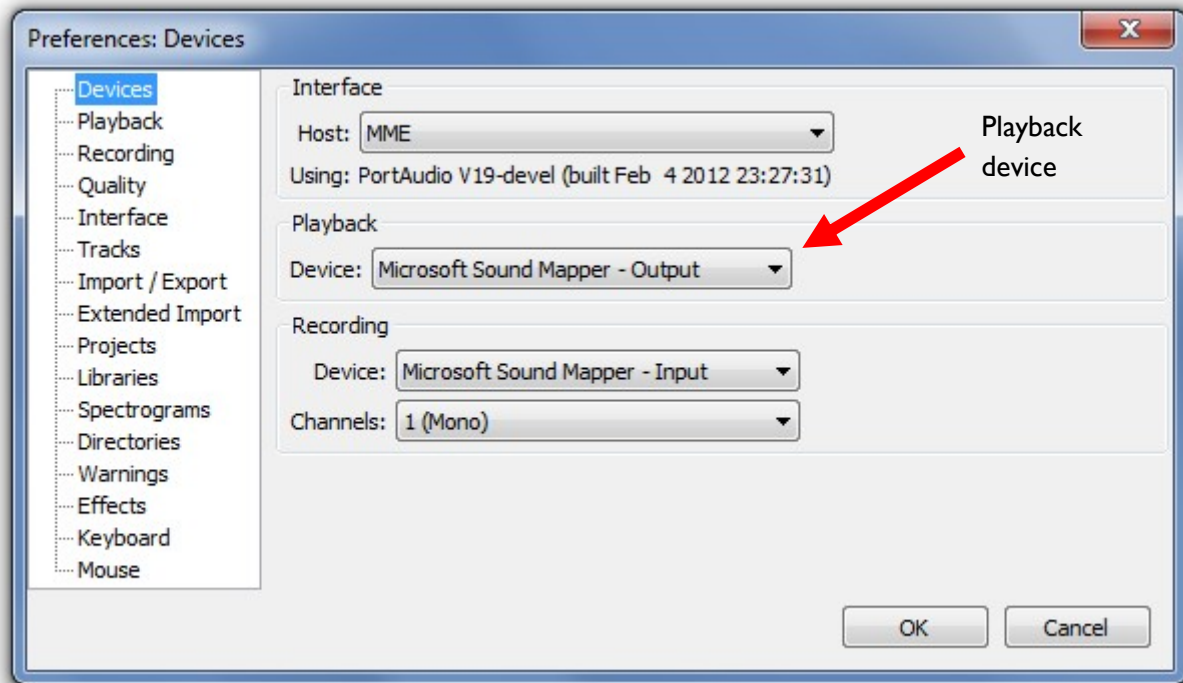 Preferences: Devices
Devices
Playback
Recording
Quality
Interface
Tracks
Import / Export
Extended Import
Projects
Libraries
Spectrograms
Directories
Warnings
Effects
Keyboard
Mouse
Interface
Host: MME
Using: PortAudio V19-devel (built Feb  4 2012 23:27:31)
Playback
Device: Microsoft Sound Mapper - Output
Recording
Device: Microsoft Sound Mapper - Input
Channels: 1 (Mono)
Playback
device
OK
Cancel